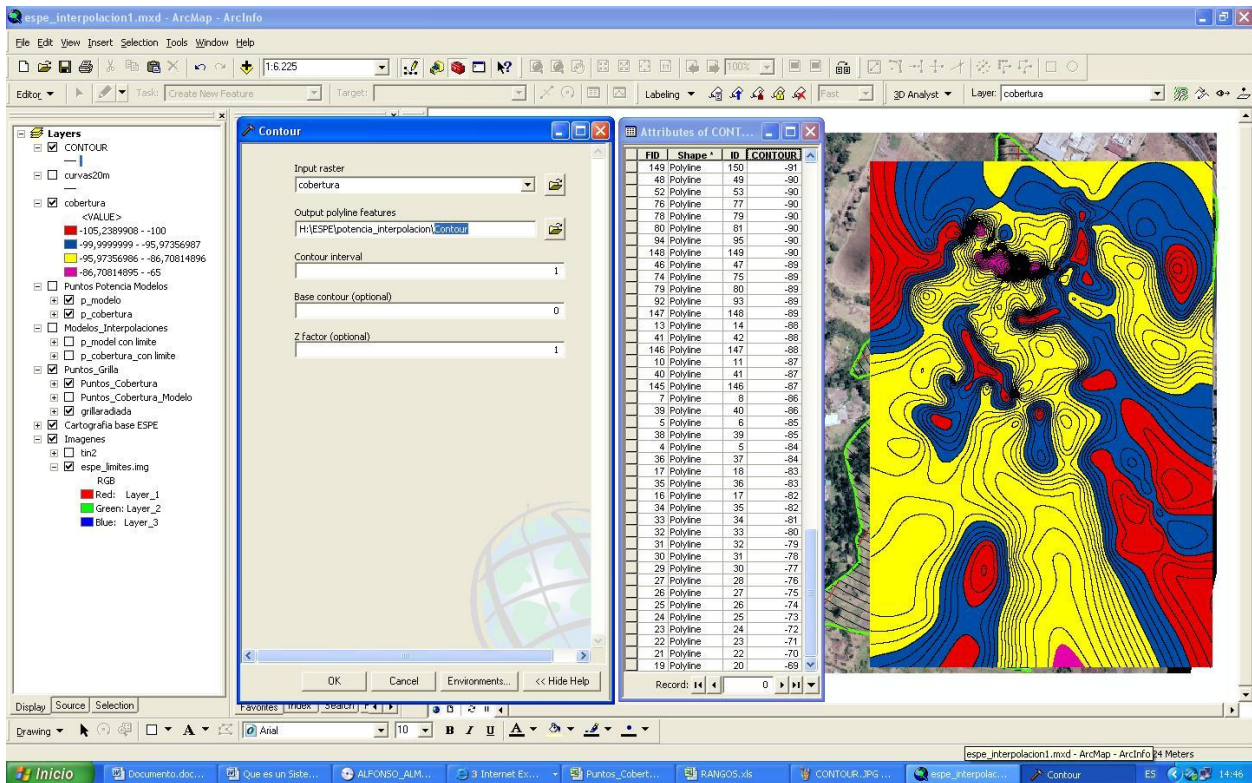 espe_interpolacion1.mxd - ArcMap - ArcInfo
File Edit View Insert Selection Tools Window Help
1:6.225
100%
Editor
Task: Create New Feature
Target:
Labeling
Fast
3D Analyst
Layer: cobertura
Layers
CONTOUR
curvas20m
cobertura
<VALUE>
-105,2389908 - -100
-99,9999999 - -95,97356987
-95,97356986 - -86,70814896
-86,70814895 - -65
Puntos Potencia Modelos
p_modelo
p_cobertura
Modelos_Interpolaciones
p_model con limite
p_cobertura_con limite
Puntos_Grilla
Puntos_Cobertura
Puntos_Cobertura_Modelo
grillaradiada
Cartografia base ESPE
Imagenes
tin2
espe_limites.img
RGB
Red: Layer_1
Green: Layer_2
Blue: Layer_3
Display Source Selection
Contour
Input raster
cobertura
Output polyline features
H:\ESPE\potencia_interpolacion\Contour
Contour interval
1
Base contour (optional)
0
Z factor (optional)
1
OK Cancel Environments... << Hide Help
Favorites Index Search
Attributes of CONT...
FID Shape * ID CONTOUR
149 Polyline 150 -91
48 Polyline 49 -90
52 Polyline 53 -90
76 Polyline 77 -90
78 Polyline 79 -90
80 Polyline 81 -90
94 Polyline 95 -90
148 Polyline 149 -90
46 Polyline 47 -89
74 Polyline 75 -89
79 Polyline 80 -89
92 Polyline 93 -89
147 Polyline 148 -89
13 Polyline 14 -88
41 Polyline 42 -88
146 Polyline 147 -88
10 Polyline 11 -87
40 Polyline 41 -87
145 Polyline 146 -87
7 Polyline 8 -86
39 Polyline 40 -86
5 Polyline 6 -85
38 Polyline 39 -85
4 Polyline 5 -84
36 Polyline 37 -84
17 Polyline 18 -83
35 Polyline 36 -83
16 Polyline 17 -82
34 Polyline 35 -82
33 Polyline 34 -81
32 Polyline 33 -80
31 Polyline 32 -79
30 Polyline 31 -78
29 Polyline 30 -77
27 Polyline 28 -76
26 Polyline 27 -75
25 Polyline 26 -74
24 Polyline 25 -73
23 Polyline 24 -72
22 Polyline 23 -71
21 Polyline 22 -70
19 Polyline 20 -69
Record: 0
Drawing
Arial
10
B I U A
espe_interpolacion1.mxd - ArcMap - ArcInfo
24 Meters
Inicio
Documento.doc...
Que es un Siste...
ALFONSO_ALM...
3 Internet Ex...
Puntos_Cobert...
RANGOS.xls
CONTOUR.JPG ...
espe_interpolac...
Contour
ES
14:46